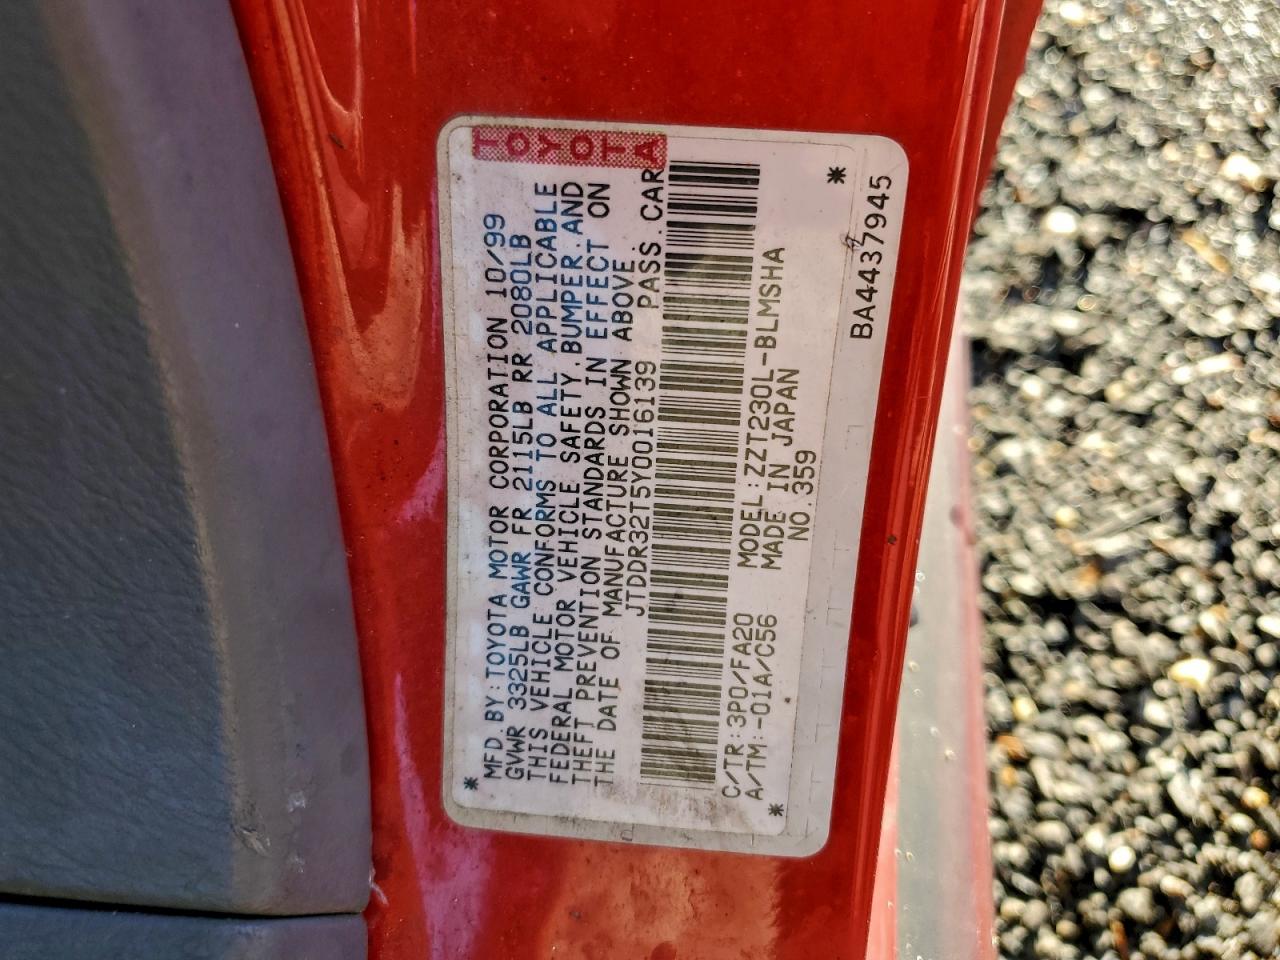 TOYOTA
MFD. BY: TOYOTA MOTOR CORPORATION 10/99
GVWR 3325LB GAWR FR 2115LB RR 2080LB
THIS VEHICLE CONFORMS TO ALL APPLICABLE
FEDERAL MOTOR VEHICLE SAFETY, BUMPER, AND
THEFT PREVENTION STANDARDS IN EFFECT ON
THE DATE OF MANUFACTURE SHOWN ABOVE.
JTDDR32T5Y0016139 PASS. CAR
C/TR: 3P0/FA20 MODEL: ZZT230L-BLMSHA
A/TM: -01A/C56 MADE IN JAPAN
NO. 359
BA4437945